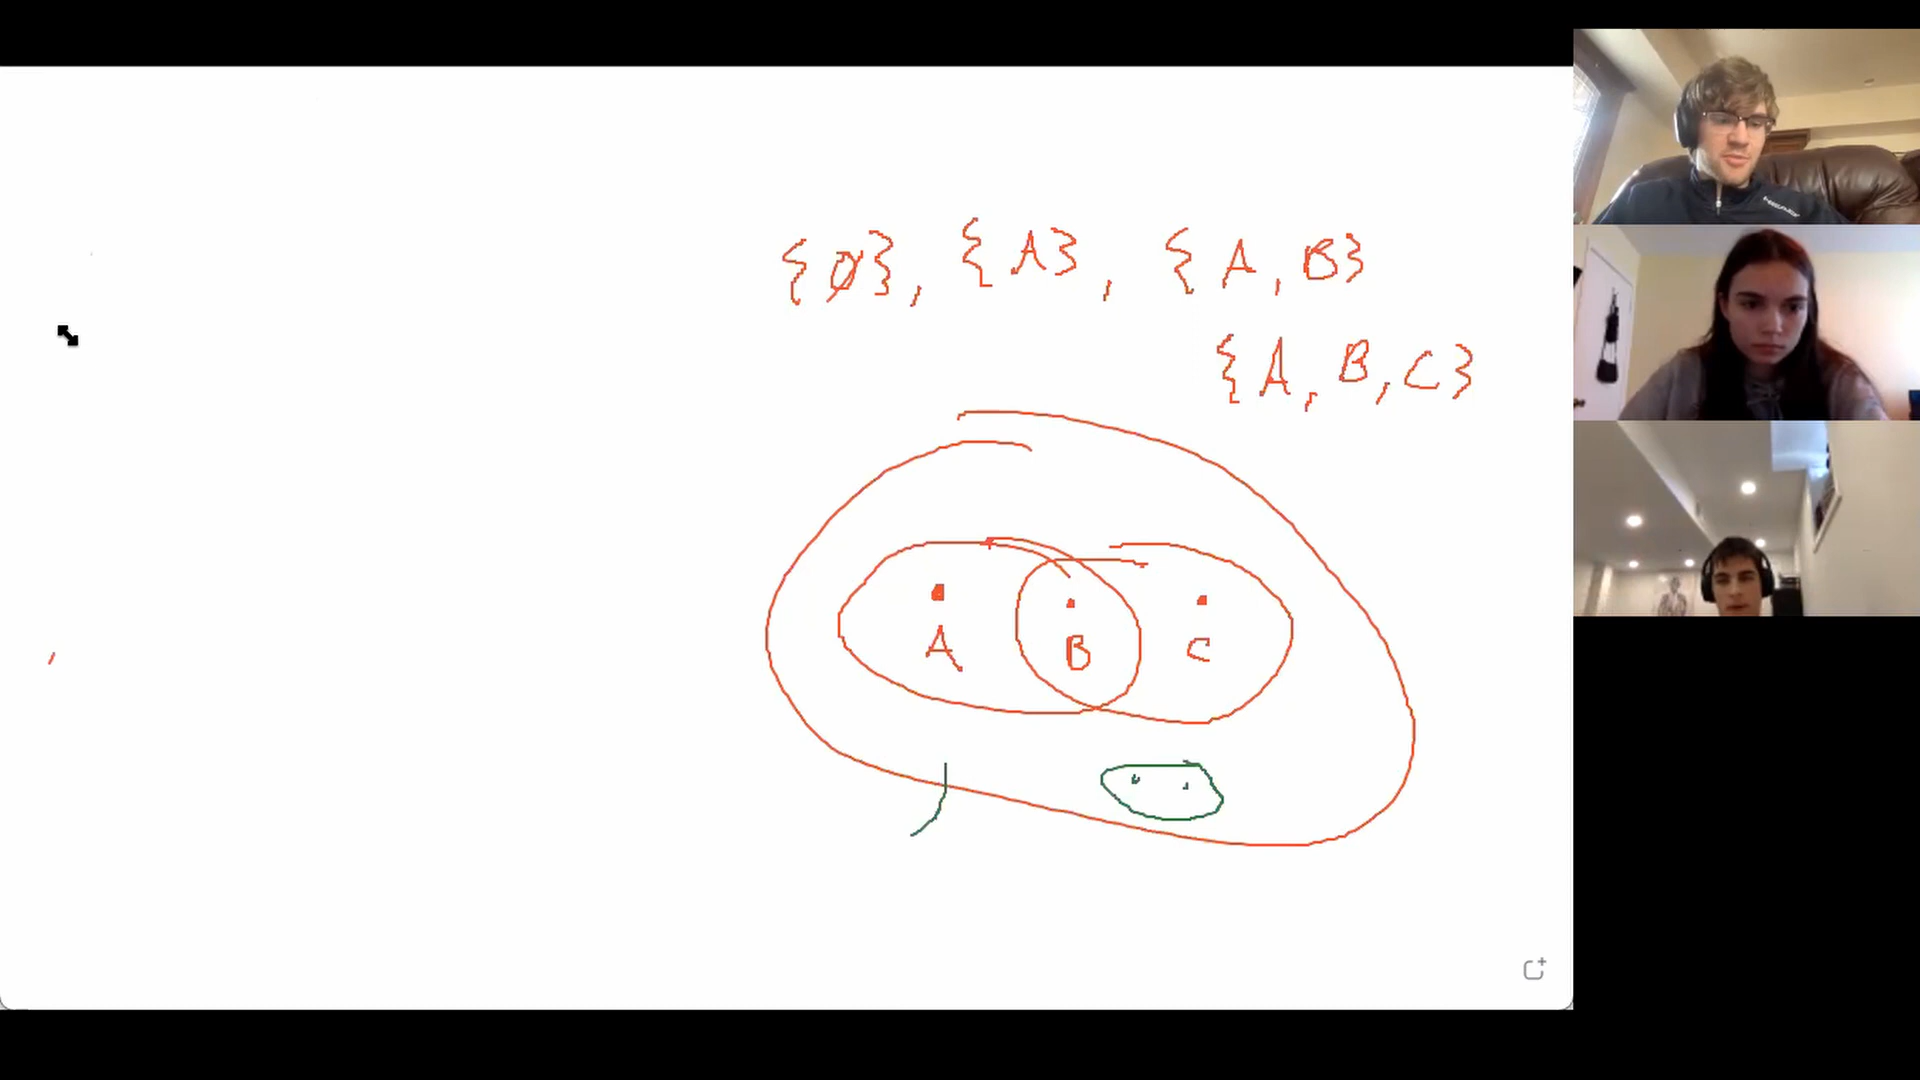 {∅}, {A}, {A, B}
{A, B, C}
A B C